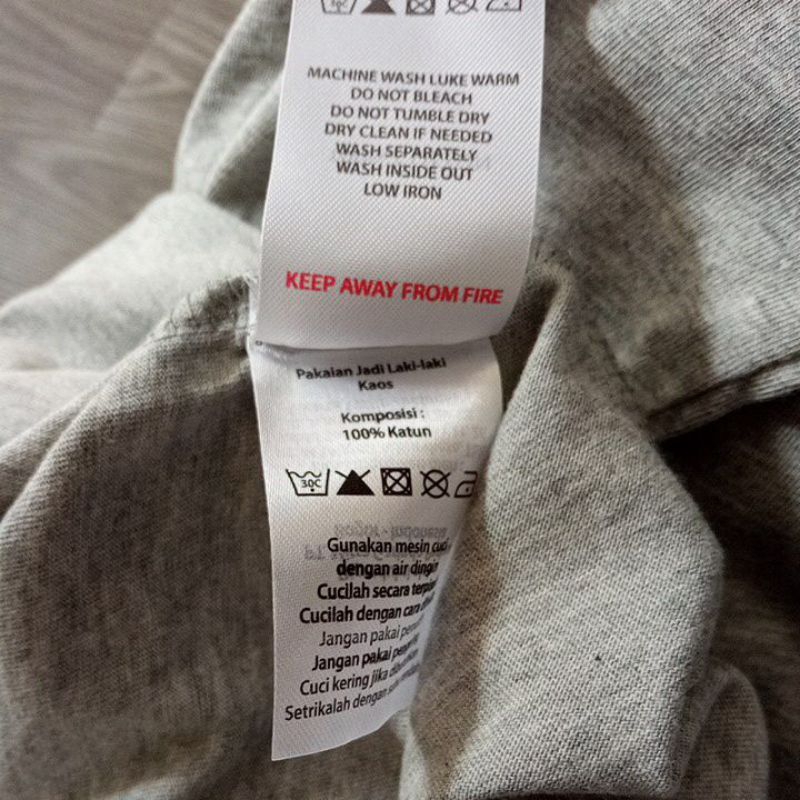 MACHINE WASH LUKE WARM
DO NOT BLEACH
DO NOT TUMBLE DRY
DRY CLEAN IF NEEDED
WASH SEPARATELY
WASH INSIDE OUT
LOW IRON
KEEP AWAY FROM FIRE
Pakaian Jadi Laki-laki
Kaos
Komposisi :
100% Katun
30C
Gunakan mesin cuci
dengan air dingin
Cucilah secara
Cucilah dengan cara
Jangan pakai
Jangan pakai
Cuci kering jika
Setrikalah dengan